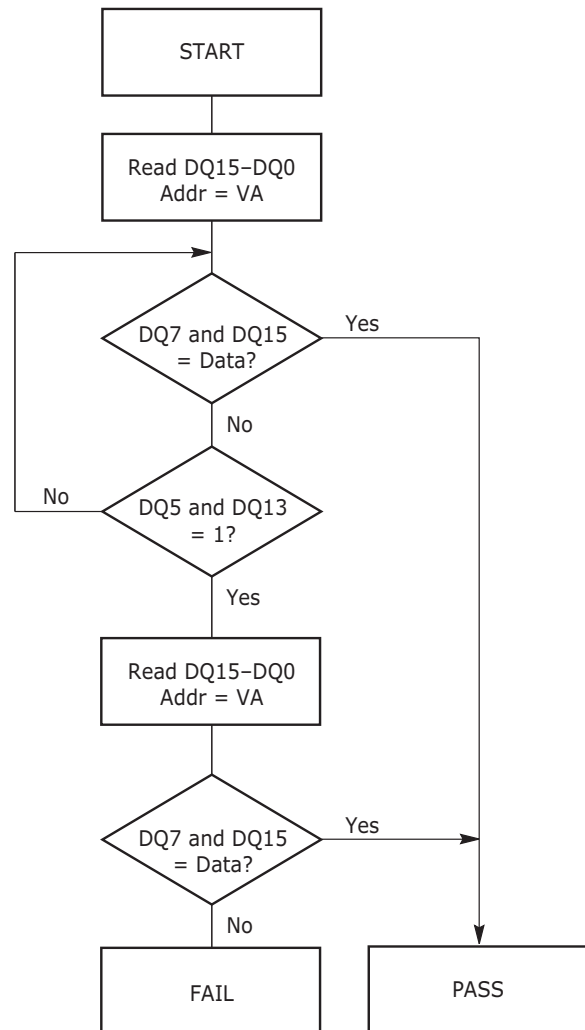 START
Read DQ15–DQ0
Addr = VA
DQ7 and DQ15
= Data?
Yes
No
DQ5 and DQ13
= 1?
No
Yes
Read DQ15–DQ0
Addr = VA
DQ7 and DQ15
= Data?
Yes
No
FAIL
PASS